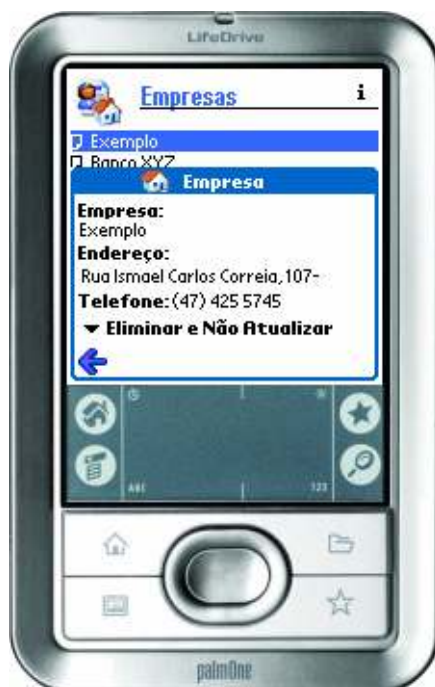 LifeDrive
Empresas i
Exemplo
Banco XYZ
Empresa
Empresa:
Exemplo
Endereço:
Rua Ismael Carlos Correia, 107-
Telefone: (47) 425 5745
Eliminar e Não Atualizar
ABC 123
palmOne